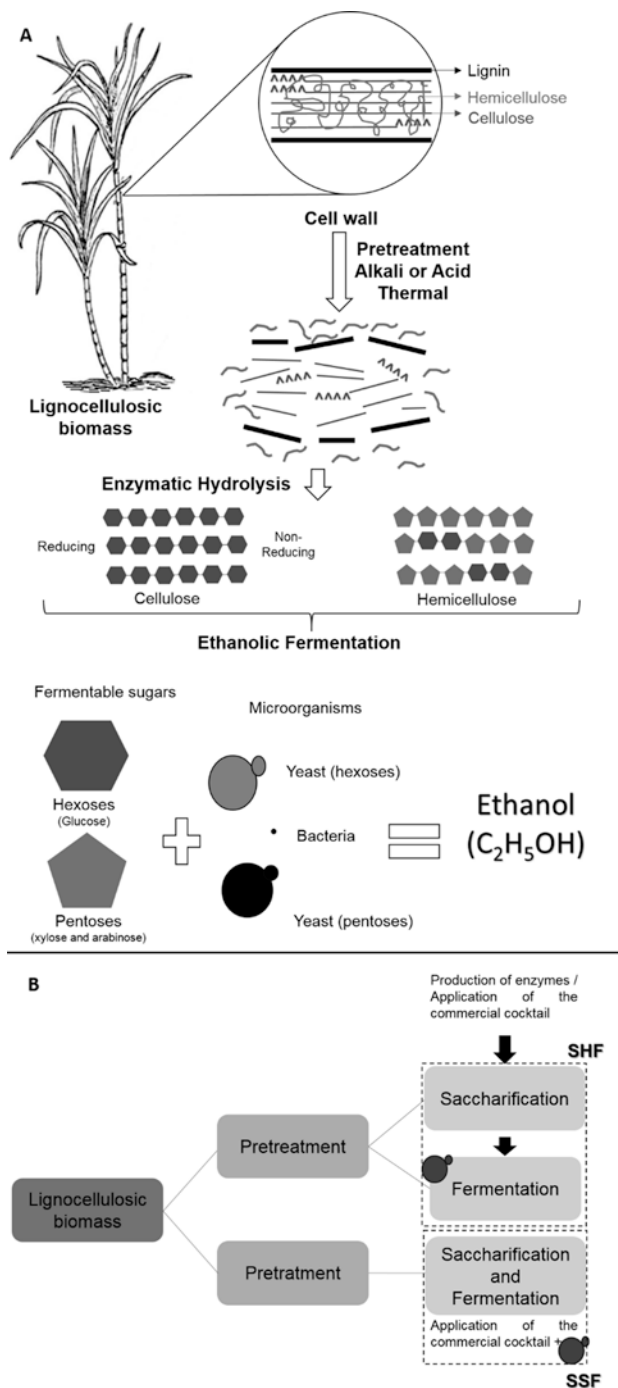 A
Lignin
Hemicellulose
Cellulose
Cell wall
Pretreatment
Alkali or Acid
Thermal
Lignocellulosic
biomass
Enzymatic Hydrolysis
Reducing
Non-
Reducing
Cellulose
Hemicellulose
Ethanolic Fermentation
Fermentable sugars
Microorganisms
Hexoses
(Glucose)
Yeast (hexoses)
Bacteria
Pentoses
(xylose and arabinose)
Yeast (pentoses)
Ethanol
(C₂H₅OH)
B
Production of enzymes /
Application of the
commercial cocktail
SHF
Saccharification
Pretreatment
Fermentation
Lignocellulosic
biomass
Pretratment
Saccharification
and
Fermentation
Application of the
commercial cocktail +
SSF